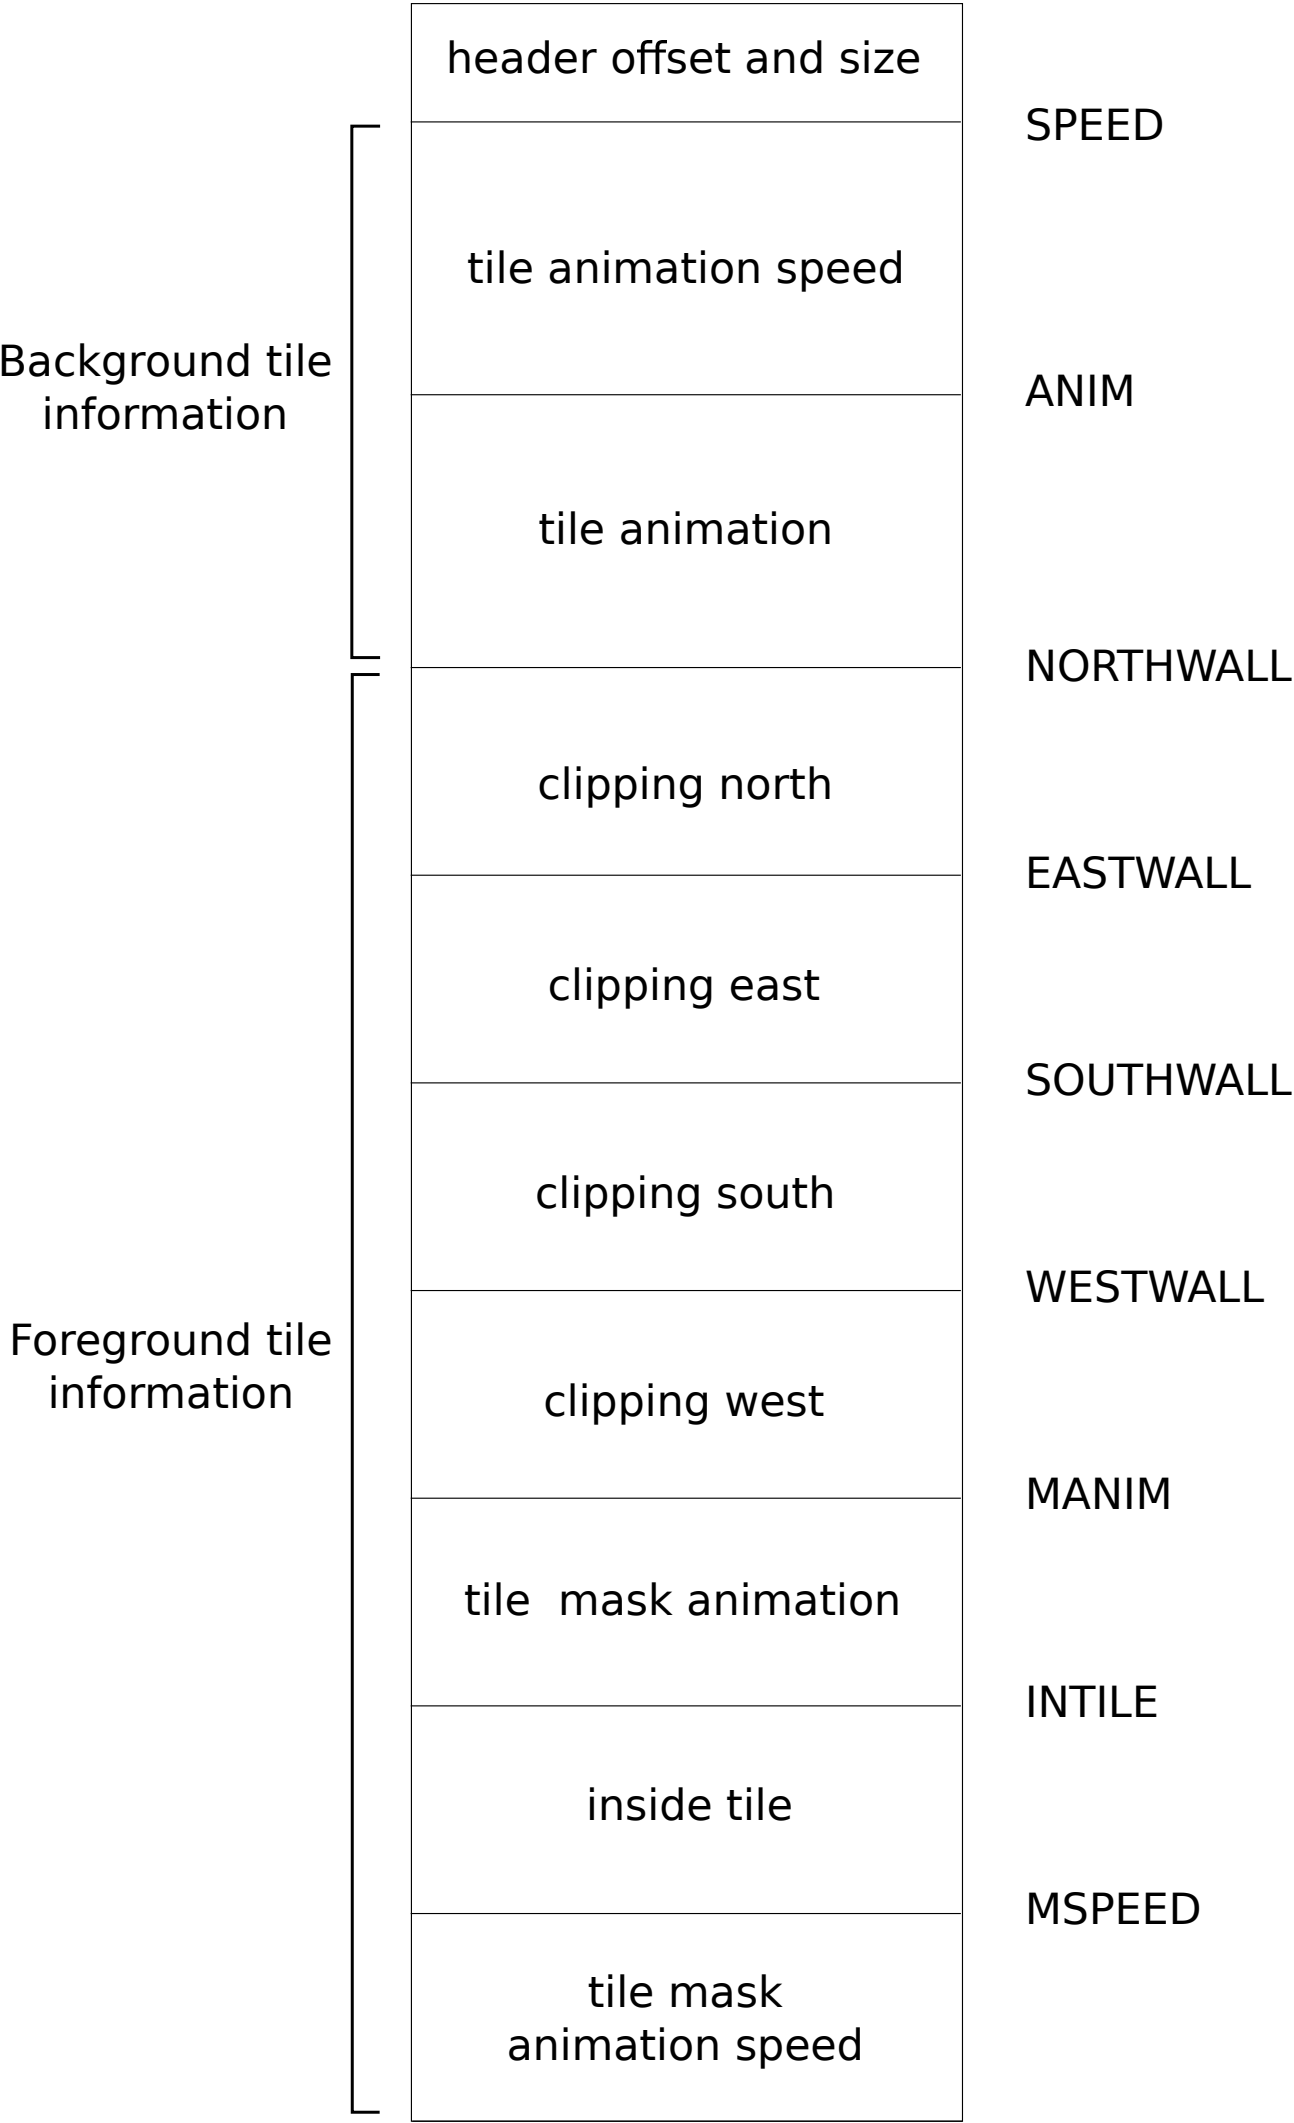 header offset and size
SPEED
tile animation speed
Background tile
information
ANIM
tile animation
NORTHWALL
clipping north
EASTWALL
clipping east
SOUTHWALL
clipping south
WESTWALL
Foreground tile
information
clipping west
MANIM
tile  mask animation
INTILE
inside tile
MSPEED
tile mask
animation speed